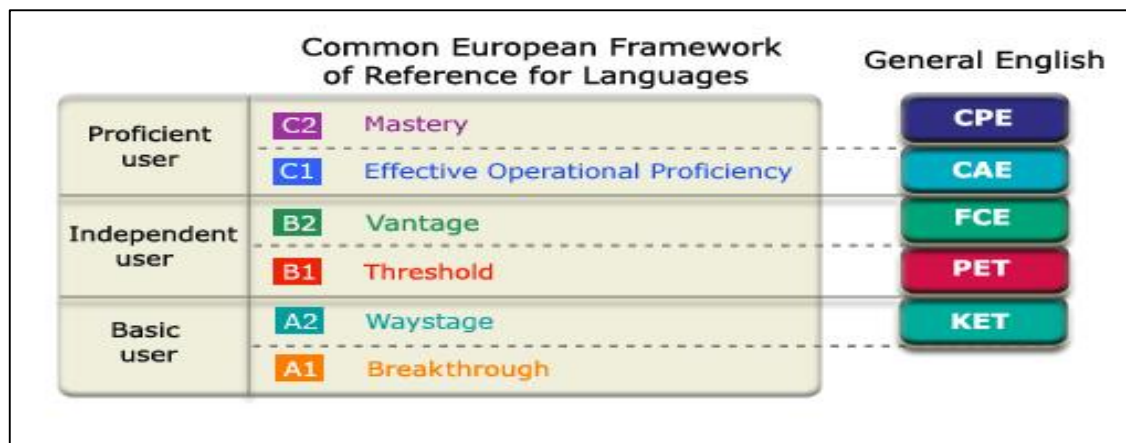 Common European Framework
of Reference for Languages
General English
Proficient
user
C2 Mastery
CPE
C1 Effective Operational Proficiency
CAE
Independent
user
B2 Vantage
FCE
B1 Threshold
PET
Basic
user
A2 Waystage
KET
A1 Breakthrough